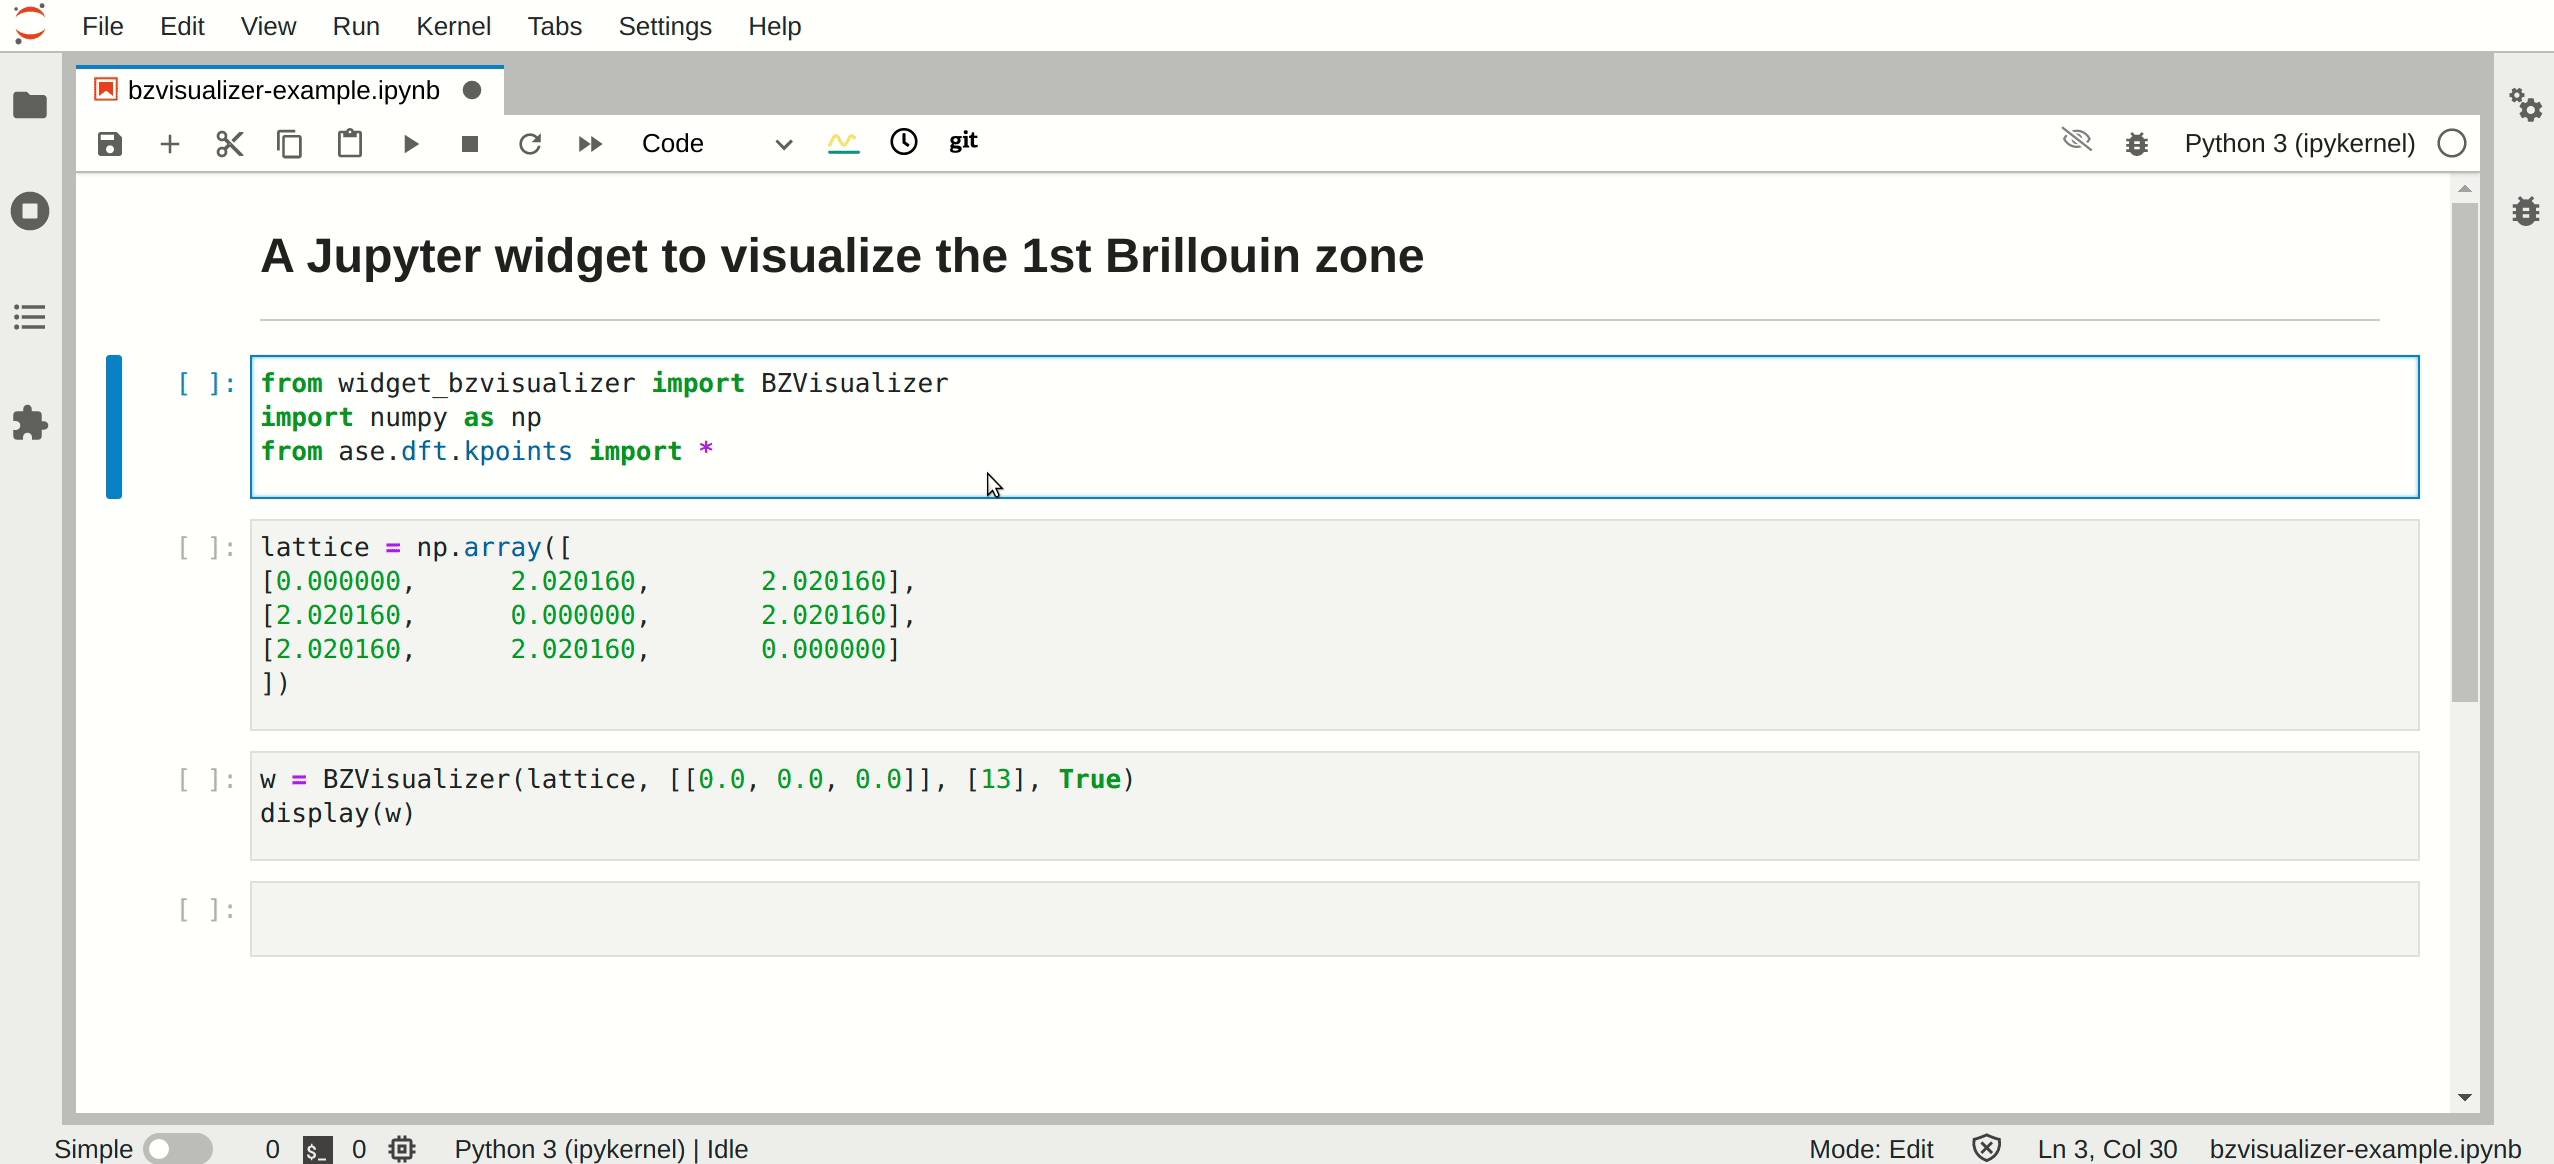 File Edit View Run Kernel Tabs Settings Help
bzvisualizer-example.ipynb
Code git Python 3 (ipykernel)
A Jupyter widget to visualize the 1st Brillouin zone
[ ]: from widget_bzvisualizer import BZVisualizer
import numpy as np
from ase.dft.kpoints import *
[ ]: lattice = np.array([
[0.000000, 2.020160, 2.020160],
[2.020160, 0.000000, 2.020160],
[2.020160, 2.020160, 0.000000]
])
[ ]: w = BZVisualizer(lattice, [[0.0, 0.0, 0.0]], [13], True)
display(w)
[ ]:
Simple 0 $_ 0 Python 3 (ipykernel) | Idle Mode: Edit Ln 3, Col 30 bzvisualizer-example.ipynb